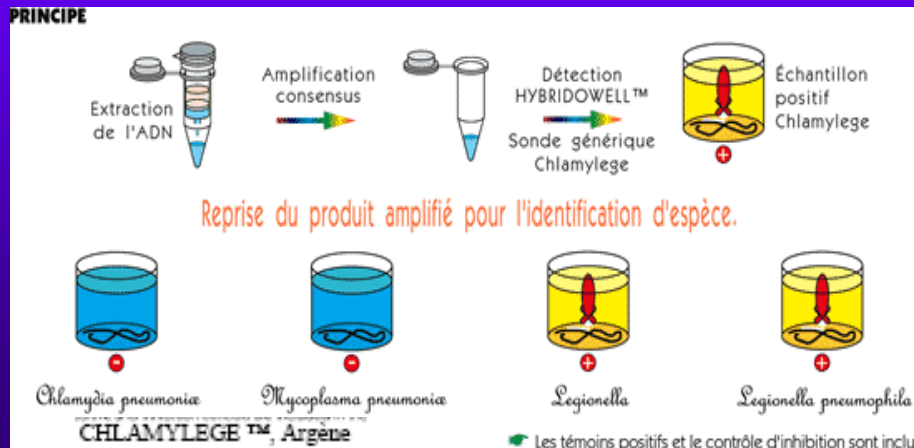 PRINCIPE
Extraction
de l'ADN
Amplification
consensus
Détection
HYBRIDOWELL™
Sonde générique
Chlamylege
Échantillon
positif
Chlamylege
+
Reprise du produit amplifié pour l'identification d'espèce.
- - + +
Chlamydia pneumoniæ Mycoplasma pneumoniæ Legionella Legionella pneumophila
CHLAMYLEGE ™, Argène
Les témoins positifs et le contrôle d'inhibition sont inclu